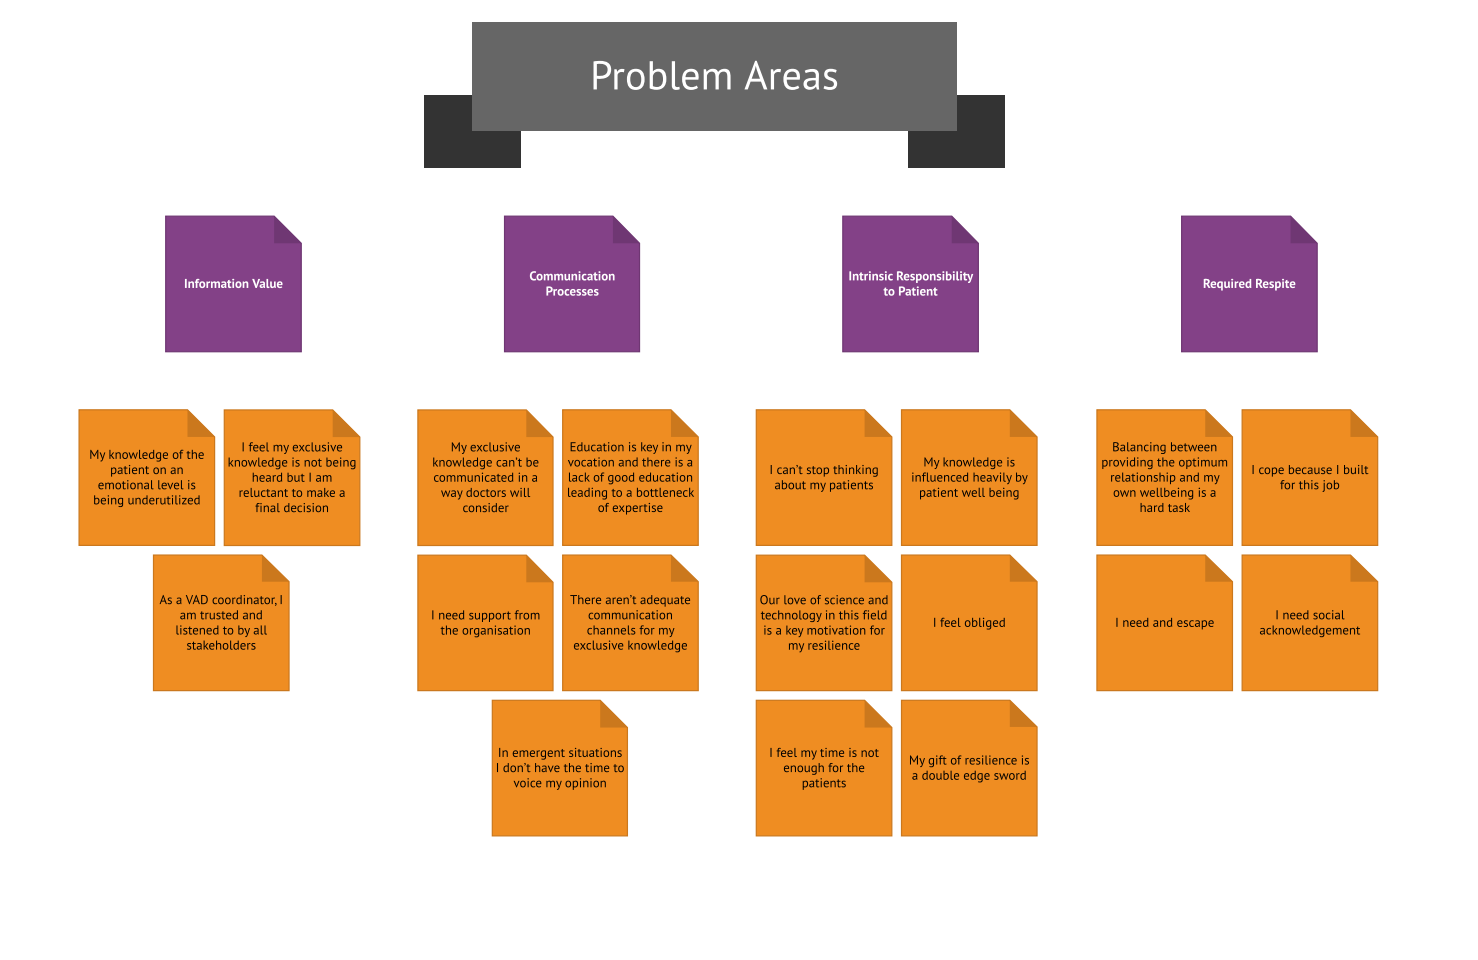 Problem Areas
Information Value
Communication
Processes
Intrinsic Responsibility
to Patient
Required Respite
My knowledge of the
patient on an
emotional level is
being underutilized
I feel my exclusive
knowledge is not being
heard but I am
reluctant to make a
final decision
As a VAD coordinator, I
am trusted and
listened to by all
stakeholders
My exclusive
knowledge can't be
communicated in a
way doctors will
consider
Education is key in my
vocation and there is a
lack of good education
leading to a bottleneck
of expertise
I need support from
the organisation
There aren't adequate
communication
channels for my
exclusive knowledge
In emergent situations
I don't have the time to
voice my opinion
I can't stop thinking
about my patients
My knowledge is
influenced heavily by
patient well being
Our love of science and
technology in this field
is a key motivation for
my resilience
I feel obliged
I feel my time is not
enough for the
patients
My gift of resilience is
a double edge sword
Balancing between
providing the optimum
relationship and my
own wellbeing is a
hard task
I cope because I built
for this job
I need and escape
I need social
acknowledgement